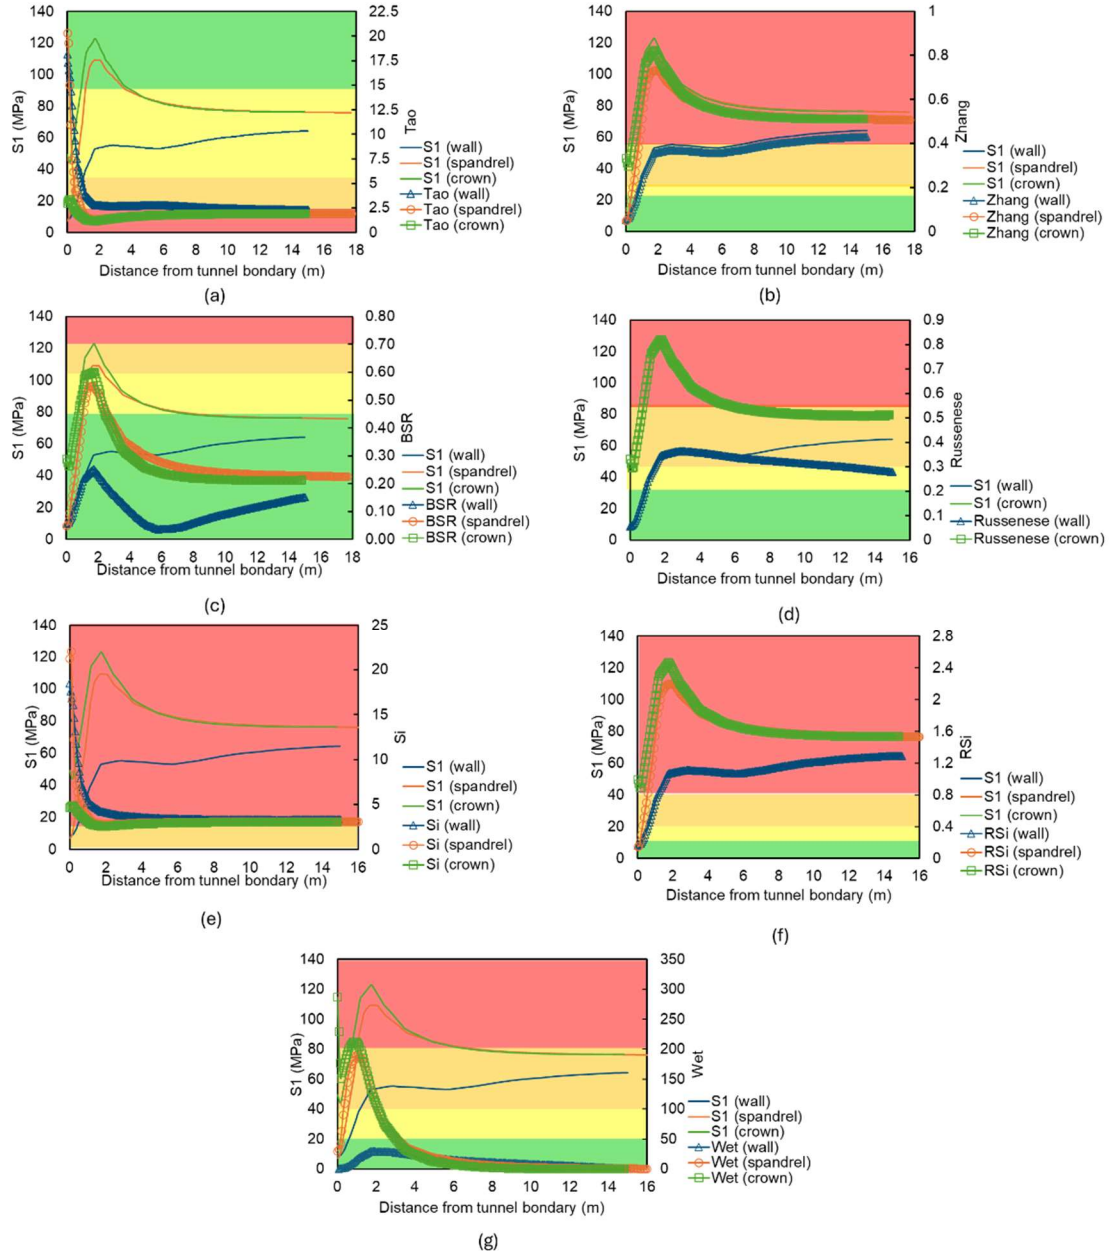 140
120
100
80
60
40
20
0
S1 (MPa)
22.5
20
17.5
15
12.5
10
7.5
5
2.5
0
Tao
0 2 4 6 8 10 12 14 16 18
Distance from tunnel bondary (m)
S1 (wall)
S1 (spandrel)
S1 (crown)
Tao (wall)
Tao (spandrel)
Tao (crown)
(a)
140
120
100
80
60
40
20
0
S1 (MPa)
1
0.8
0.6
0.4
0.2
0
Zhang
0 2 4 6 8 10 12 14 16 18
Distance from tunnel bondary (m)
S1 (wall)
S1 (spandrel)
S1 (crown)
Zhang (wall)
Zhang (spandrel)
Zhang (crown)
(b)
140
120
100
80
60
40
20
0
S1 (MPa)
0.80
0.70
0.60
0.50
0.40
0.30
0.20
0.10
0.00
BSR
0 2 4 6 8 10 12 14 16 18
Distance from tunnel bondary (m)
S1 (wall)
S1 (spandrel)
S1 (crown)
BSR (wall)
BSR (spandrel)
BSR (crown)
(c)
140
120
100
80
60
40
20
0
S1 (MPa)
0.9
0.8
0.7
0.6
0.5
0.4
0.3
0.2
0.1
0
Russenese
0 2 4 6 8 10 12 14 16
Distance from tunnel bondary (m)
S1 (wall)
S1 (crown)
Russenese (wall)
Russenese (crown)
(d)
140
120
100
80
60
40
20
0
S1 (MPa)
25
20
15
10
5
0
Si
0 2 4 6 8 10 12 14 16
Distance from tunnel bondary (m)
S1 (wall)
S1 (spandrel)
S1 (crown)
Si (wall)
Si (spandrel)
Si (crown)
(e)
140
120
100
80
60
40
20
0
S1 (MPa)
2.8
2.4
2
1.6
1.2
0.8
0.4
0
RSi
0 2 4 6 8 10 12 14 16
Distance from tunnel bondary (m)
S1 (wall)
S1 (spandrel)
S1 (crown)
RSi (wall)
RSi (spandrel)
RSi (crown)
(f)
140
120
100
80
60
40
20
0
S1 (MPa)
350
300
250
200
150
100
50
0
Wet
0 2 4 6 8 10 12 14 16
Distance from tunnel bondary (m)
S1 (wall)
S1 (spandrel)
S1 (crown)
Wet (wall)
Wet (spandrel)
Wet (crown)
(g)